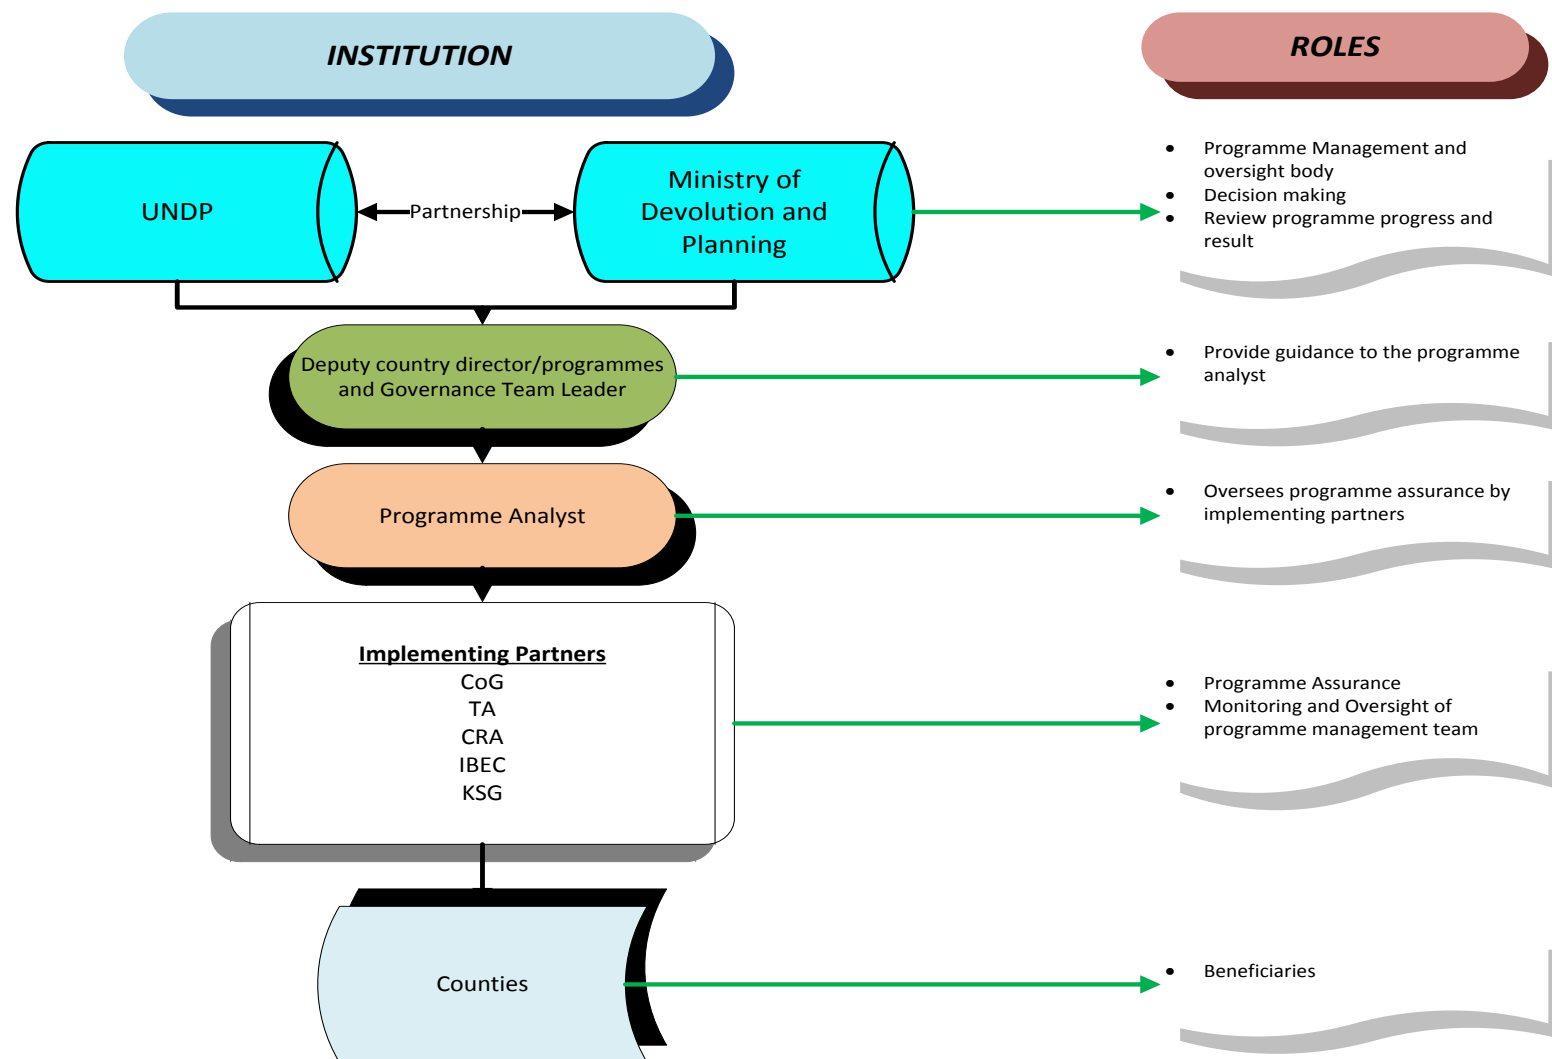 INSTITUTION
ROLES
UNDP
Partnership
Ministry of
Devolution and
Planning
• Programme Management and
oversight body
• Decision making
• Review programme progress and
result
Deputy country director/programmes
and Governance Team Leader
• Provide guidance to the programme
analyst
Programme Analyst
• Oversees programme assurance by
implementing partners
Implementing Partners
CoG
TA
CRA
IBEC
KSG
• Programme Assurance
• Monitoring and Oversight of
programme management team
Counties
• Beneficiaries